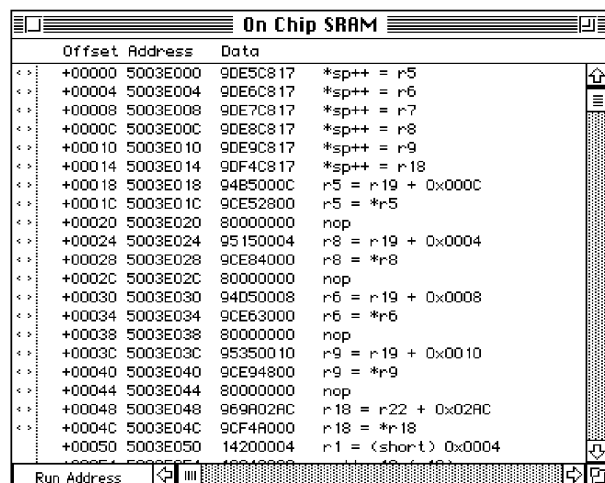 On Chip SRAM
Offset Address Data
+00000 5003E000 9DE5C817 *sp++ = r5
+00004 5003E004 9DE6C817 *sp++ = r6
+00008 5003E008 9DE7C817 *sp++ = r7
+0000C 5003E00C 9DE8C817 *sp++ = r8
+00010 5003E010 9DE9C817 *sp++ = r9
+00014 5003E014 9DF4C817 *sp++ = r18
+00018 5003E018 94B5000C r5 = r19 + 0x000C
+0001C 5003E01C 9CE52800 r5 = *r5
+00020 5003E020 80000000 nop
+00024 5003E024 95150004 r8 = r19 + 0x0004
+00028 5003E028 9CE84000 r8 = *r8
+0002C 5003E02C 80000000 nop
+00030 5003E030 94D50008 r6 = r19 + 0x0008
+00034 5003E034 9CE63000 r6 = *r6
+00038 5003E038 80000000 nop
+0003C 5003E03C 95350010 r9 = r19 + 0x0010
+00040 5003E040 9CE94800 r9 = *r9
+00044 5003E044 80000000 nop
+00048 5003E048 969A02AC r18 = r22 + 0x02AC
+0004C 5003E04C 9CF4A000 r18 = *r18
+00050 5003E050 14200004 r1 = (short) 0x0004
Run Address